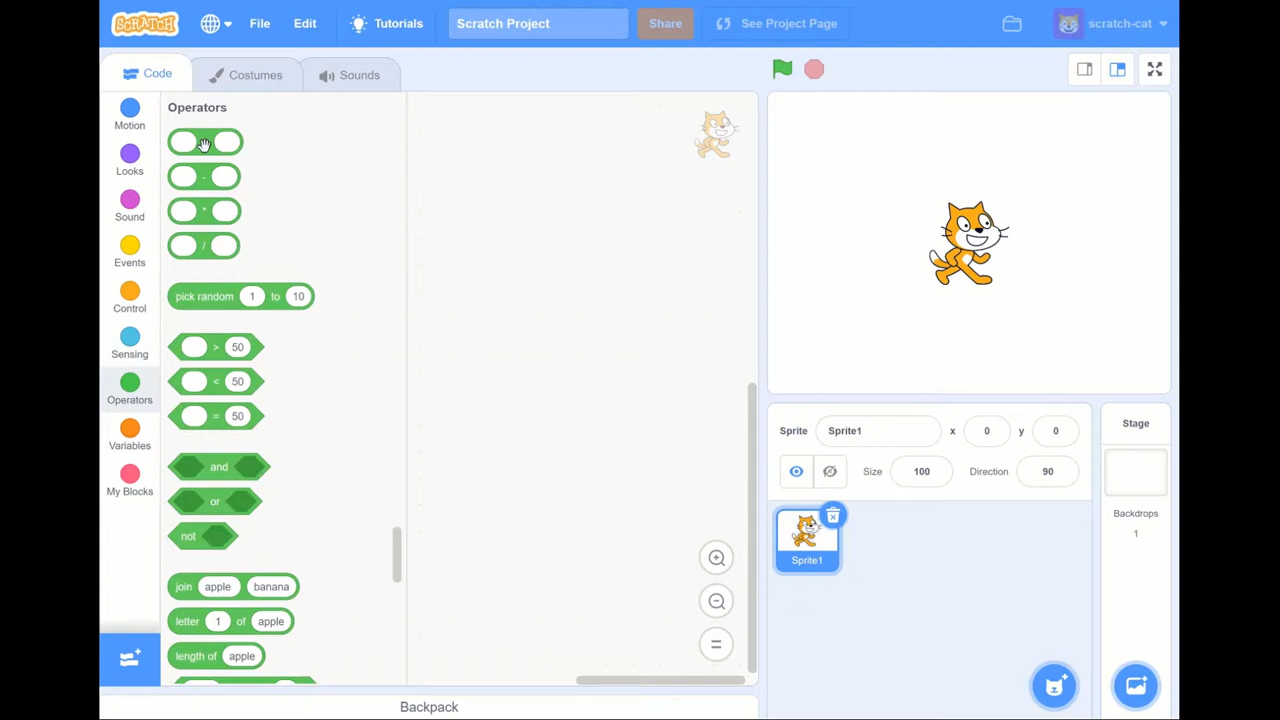 SCRATCH File Edit Tutorials Scratch Project Share See Project Page scratch-cat
Code Costumes Sounds
Motion
Looks
Sound
Events
Control
Sensing
Operators
Variables
My Blocks
Operators
-
*
/
pick random 1 to 10
> 50
< 50
= 50
and
or
not
join apple banana
letter 1 of apple
length of apple
Backpack
Sprite Sprite1 x 0 y 0
Size 100 Direction 90
Sprite1
Stage
Backdrops
1